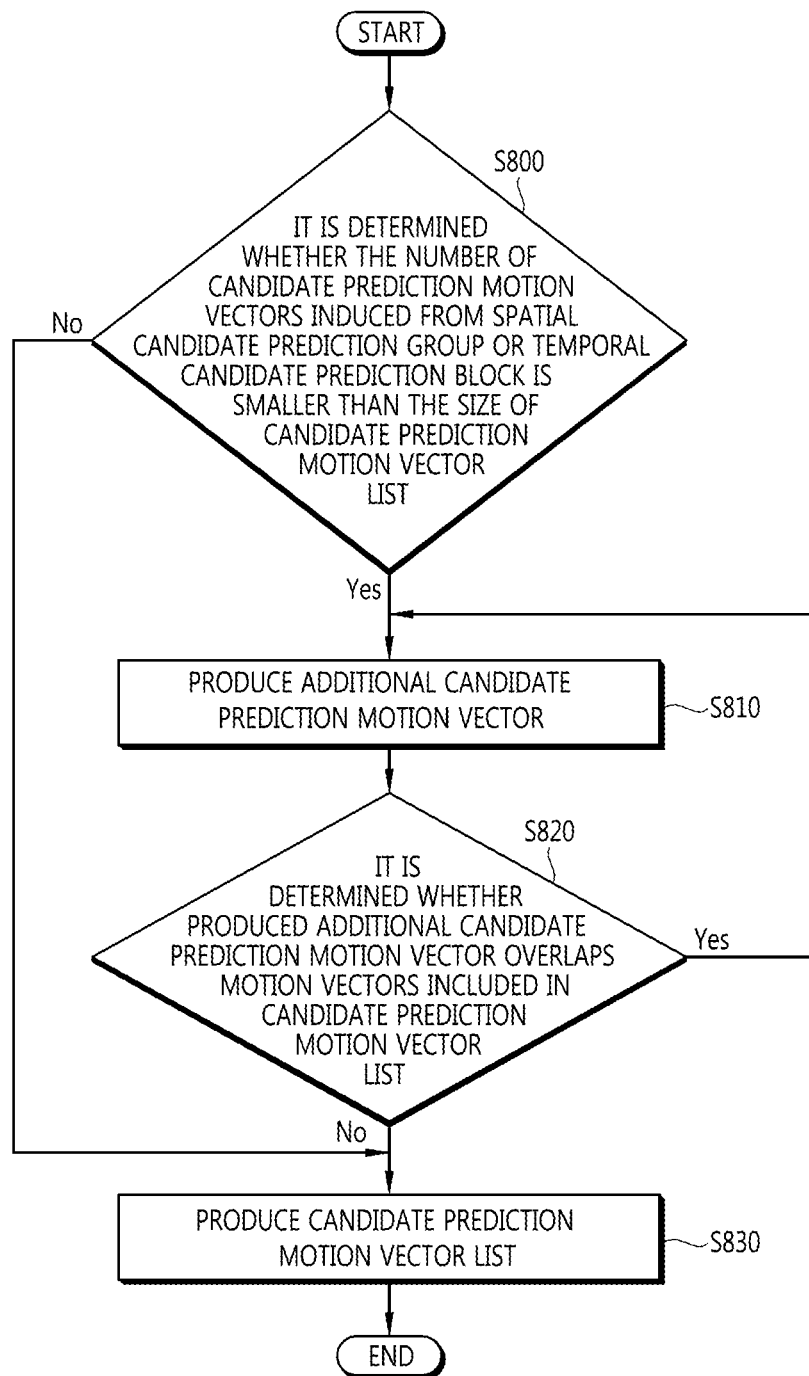 START
S800
IT IS DETERMINED
WHETHER THE NUMBER OF
CANDIDATE PREDICTION MOTION
VECTORS INDUCED FROM SPATIAL
CANDIDATE PREDICTION GROUP OR TEMPORAL
CANDIDATE PREDICTION BLOCK IS
SMALLER THAN THE SIZE OF
CANDIDATE PREDICTION
MOTION VECTOR
LIST
No
Yes
PRODUCE ADDITIONAL CANDIDATE
PREDICTION MOTION VECTOR
S810
S820
IT IS
DETERMINED WHETHER
PRODUCED ADDITIONAL CANDIDATE
PREDICTION MOTION VECTOR OVERLAPS
MOTION VECTORS INCLUDED IN
CANDIDATE PREDICTION
MOTION VECTOR
LIST
Yes
No
PRODUCE CANDIDATE PREDICTION
MOTION VECTOR LIST
S830
END